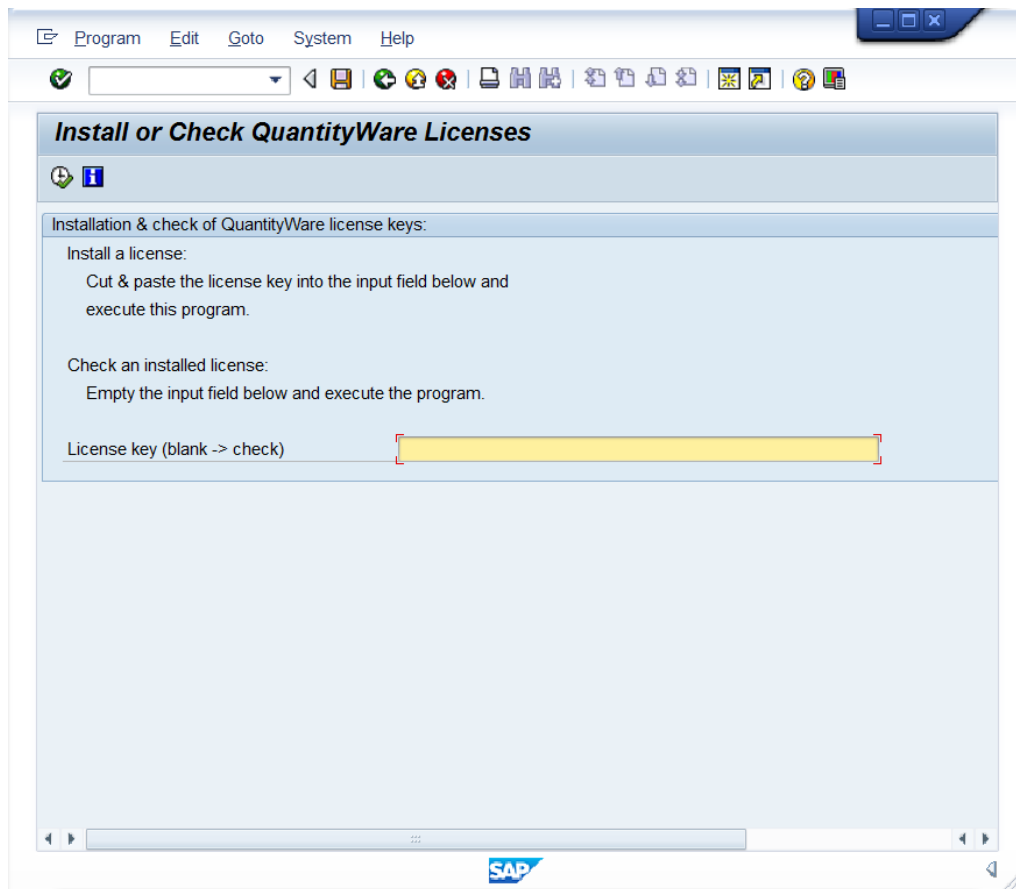 Program Edit Goto System Help
Install or Check QuantityWare Licenses
Installation & check of QuantityWare license keys:
Install a license:
Cut & paste the license key into the input field below and
execute this program.
Check an installed license:
Empty the input field below and execute the program.
License key (blank -> check)
SAP